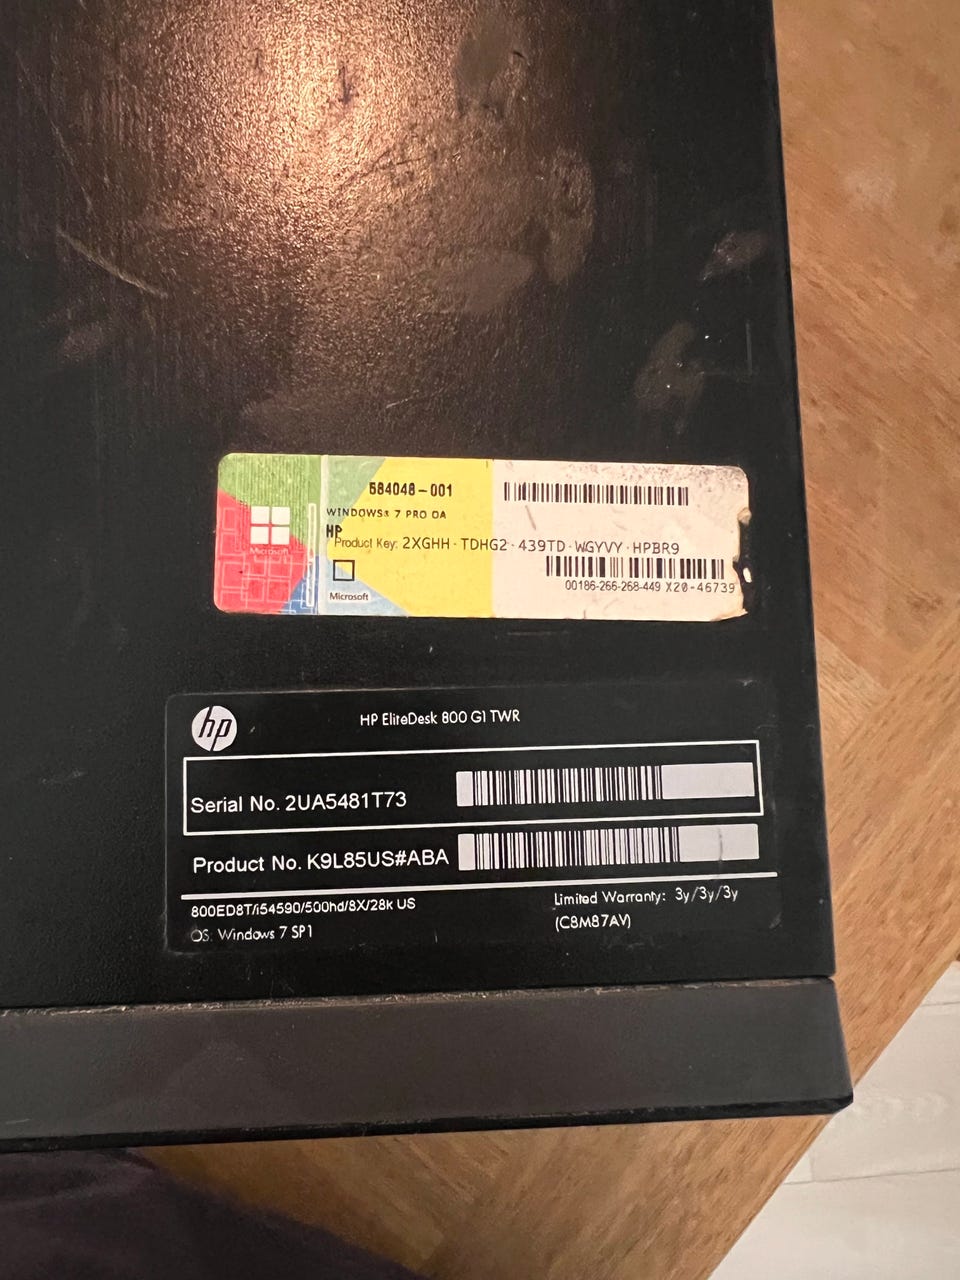 684048-001
WINDOWS® 7 PRO OA
HP
Product Key: 2XGHH-TDHG2-439TD-WGYVY-HPBR9
Microsoft
Microsoft
00186-266-268-449 X20-46739
hp
HP EliteDesk 800 G1 TWR
Serial No. 2UA5481T73
Product No. K9L85US#ABA
800ED8T/i54590/500hd/8X/28k US
OS: Windows 7 SP1
Limited Warranty: 3y/3y/3y
(C8M87AV)